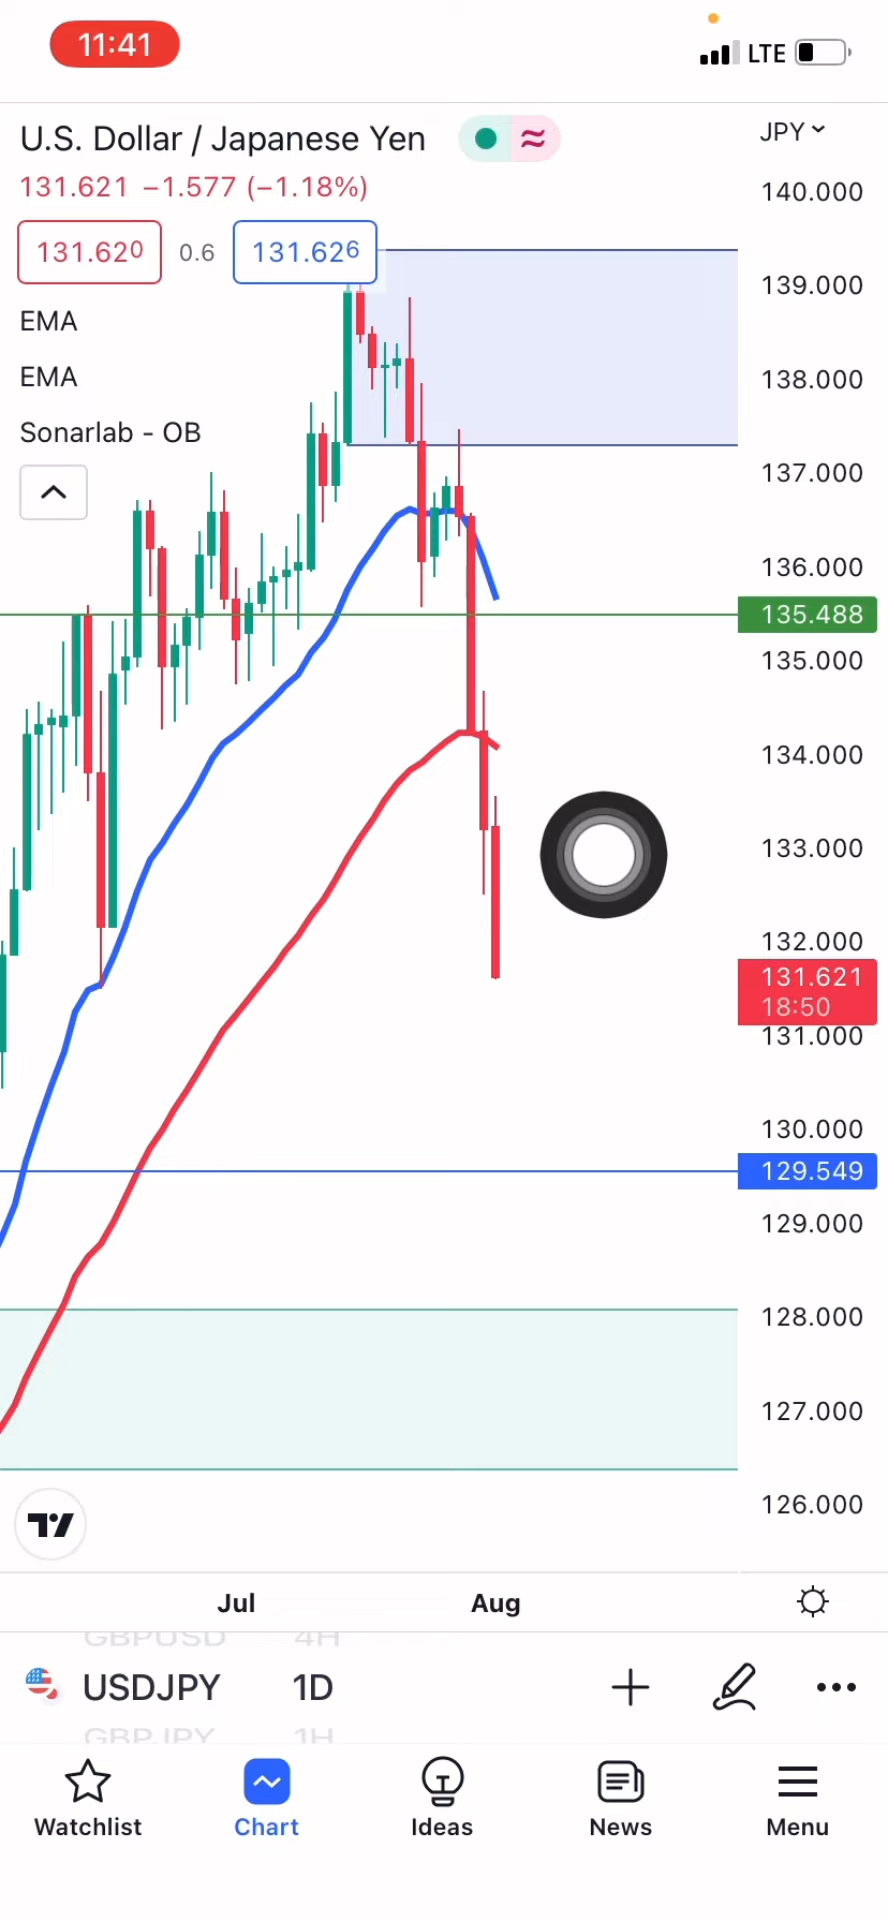 11:41
LTE
U.S. Dollar / Japanese Yen
JPY
131.621 −1.577 (−1.18%)
140.000
131.620 0.6 131.626
139.000
EMA
EMA
138.000
Sonarlab - OB
137.000
136.000
135.488
135.000
134.000
133.000
132.000
131.621
18:50
131.000
130.000
129.549
129.000
128.000
127.000
126.000
Jul Aug
GBPUSD 4H
USDJPY 1D
GBPJPY 1H
Watchlist Chart Ideas News Menu